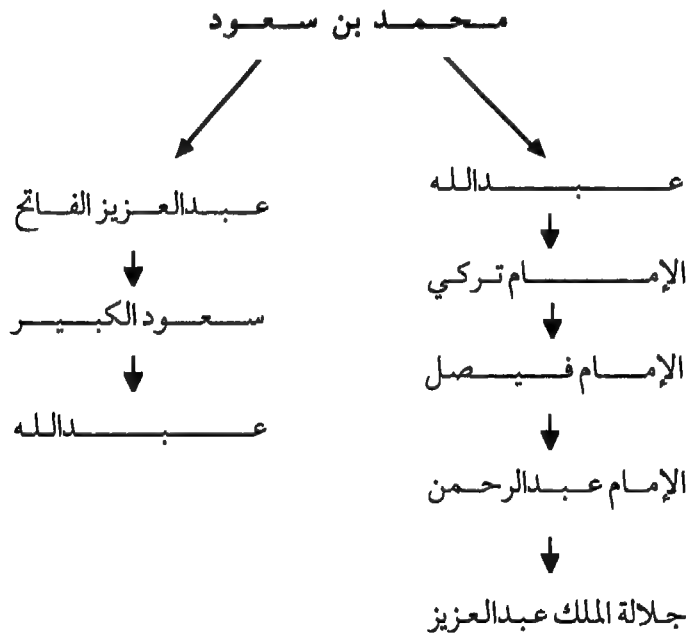 محمد بن سعود
عبدالله
عبدالعزيز الفاتح
الإمام تركي
سعود الكبير
الإمام فيصل
عبدالله
الإمام عبدالرحمن
جلالة الملك عبدالعزيز